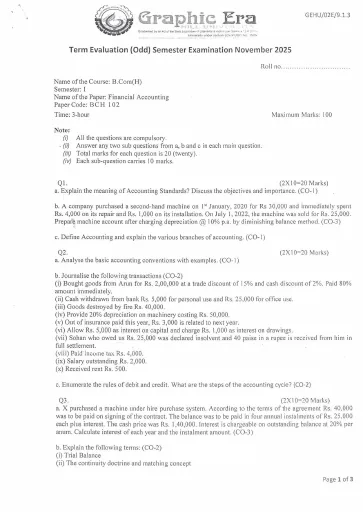 GEHU/02E/9.1.3
Graphic Era
HILL UNIVERSITY
Term Evaluation (Odd) Semester Examination November 2025
Roll no...............................
Name of the Course: B.Com(H)
Semester: I
Name of the Paper: Financial Accounting
Paper Code: BCH 102
Time: 3-hour Maximum Marks: 100
Note:
(i) All the questions are compulsory.
(ii) Answer any two sub questions from a, b and c in each main question.
(iii) Total marks for each question is 20 (twenty).
(iv) Each sub-question carries 10 marks.
Q1. (2X10=20 Marks)
a. Explain the meaning of Accounting Standards? Discuss the objectives and importance. (CO-1)
b. A company purchased a second-hand machine on 1st January, 2020 for Rs 30,000 and immediately spent
Rs. 4,000 on its repair and Rs. 1,000 on its installation. On July 1, 2022, the machine was sold for Rs. 25,000.
Prepare machine account after charging depreciation @ 10% p.a. by diminishing balance method. (CO-3)
c. Define Accounting and explain the various branches of accounting. (CO-1)
Q2. (2X10=20 Marks)
a. Analyse the basic accounting conventions with examples. (CO-1)
b. Journalise the following transactions (CO-2)
(i) Bought goods from Arun for Rs. 2,00,000 at a trade discount of 15% and cash discount of 2%. Paid 80%
amount immediately.
(ii) Cash withdrawn from bank Rs. 5,000 for personal use and Rs. 25,000 for office use.
(iii) Goods destroyed by fire Rs. 40,000.
(iv) Provide 20% depreciation on machinery costing Rs. 50,000.
(v) Out of insurance paid this year, Rs. 3,000 is related to next year.
(vi) Allow Rs. 5,000 as interest on capital and charge Rs. 1,000 as interest on drawings.
(vii) Sohan who owed us Rs. 25,000 was declared insolvent and 40 paisa in a rupee is received from him in
full settlement.
(viii) Paid income tax Rs. 4,000.
(ix) Salary outstanding Rs. 2,000.
(x) Received rent Rs. 500.
c. Enumerate the rules of debit and credit. What are the steps of the accounting cycle? (CO-2)
Q3. (2X10=20 Marks)
a. X purchased a machine under hire purchase system. According to the terms of the agreement Rs. 40,000
was to be paid on signing of the contract. The balance was to be paid in four annual instalments of Rs. 25,000
each plus interest. The cash price was Rs. 1,40,000. Interest is chargeable on outstanding balance at 20% per
anum. Calculate interest of each year and the instalment amount. (CO-3)
b. Explain the following terms: (CO-2)
(i) Trial Balance
(ii) The continuity doctrine and matching concept
Page 1 of 3